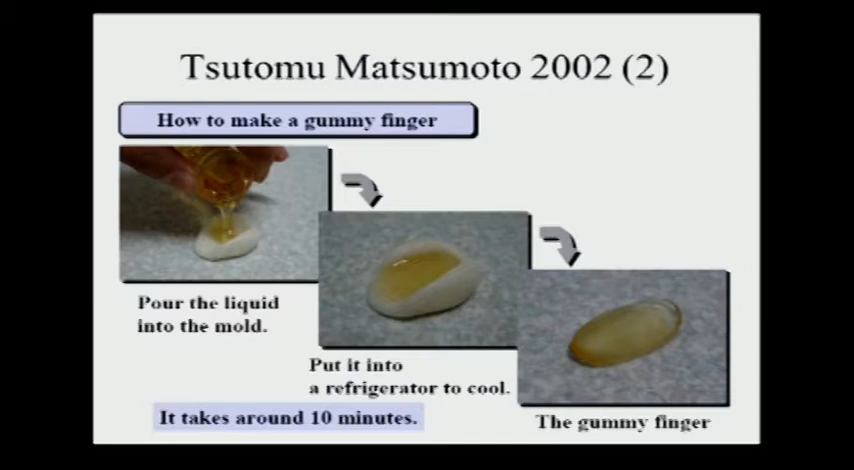 Tsutomu Matsumoto 2002 (2)
How to make a gummy finger
Pour the liquid
into the mold.
Put it into
a refrigerator to cool.
It takes around 10 minutes.
The gummy finger